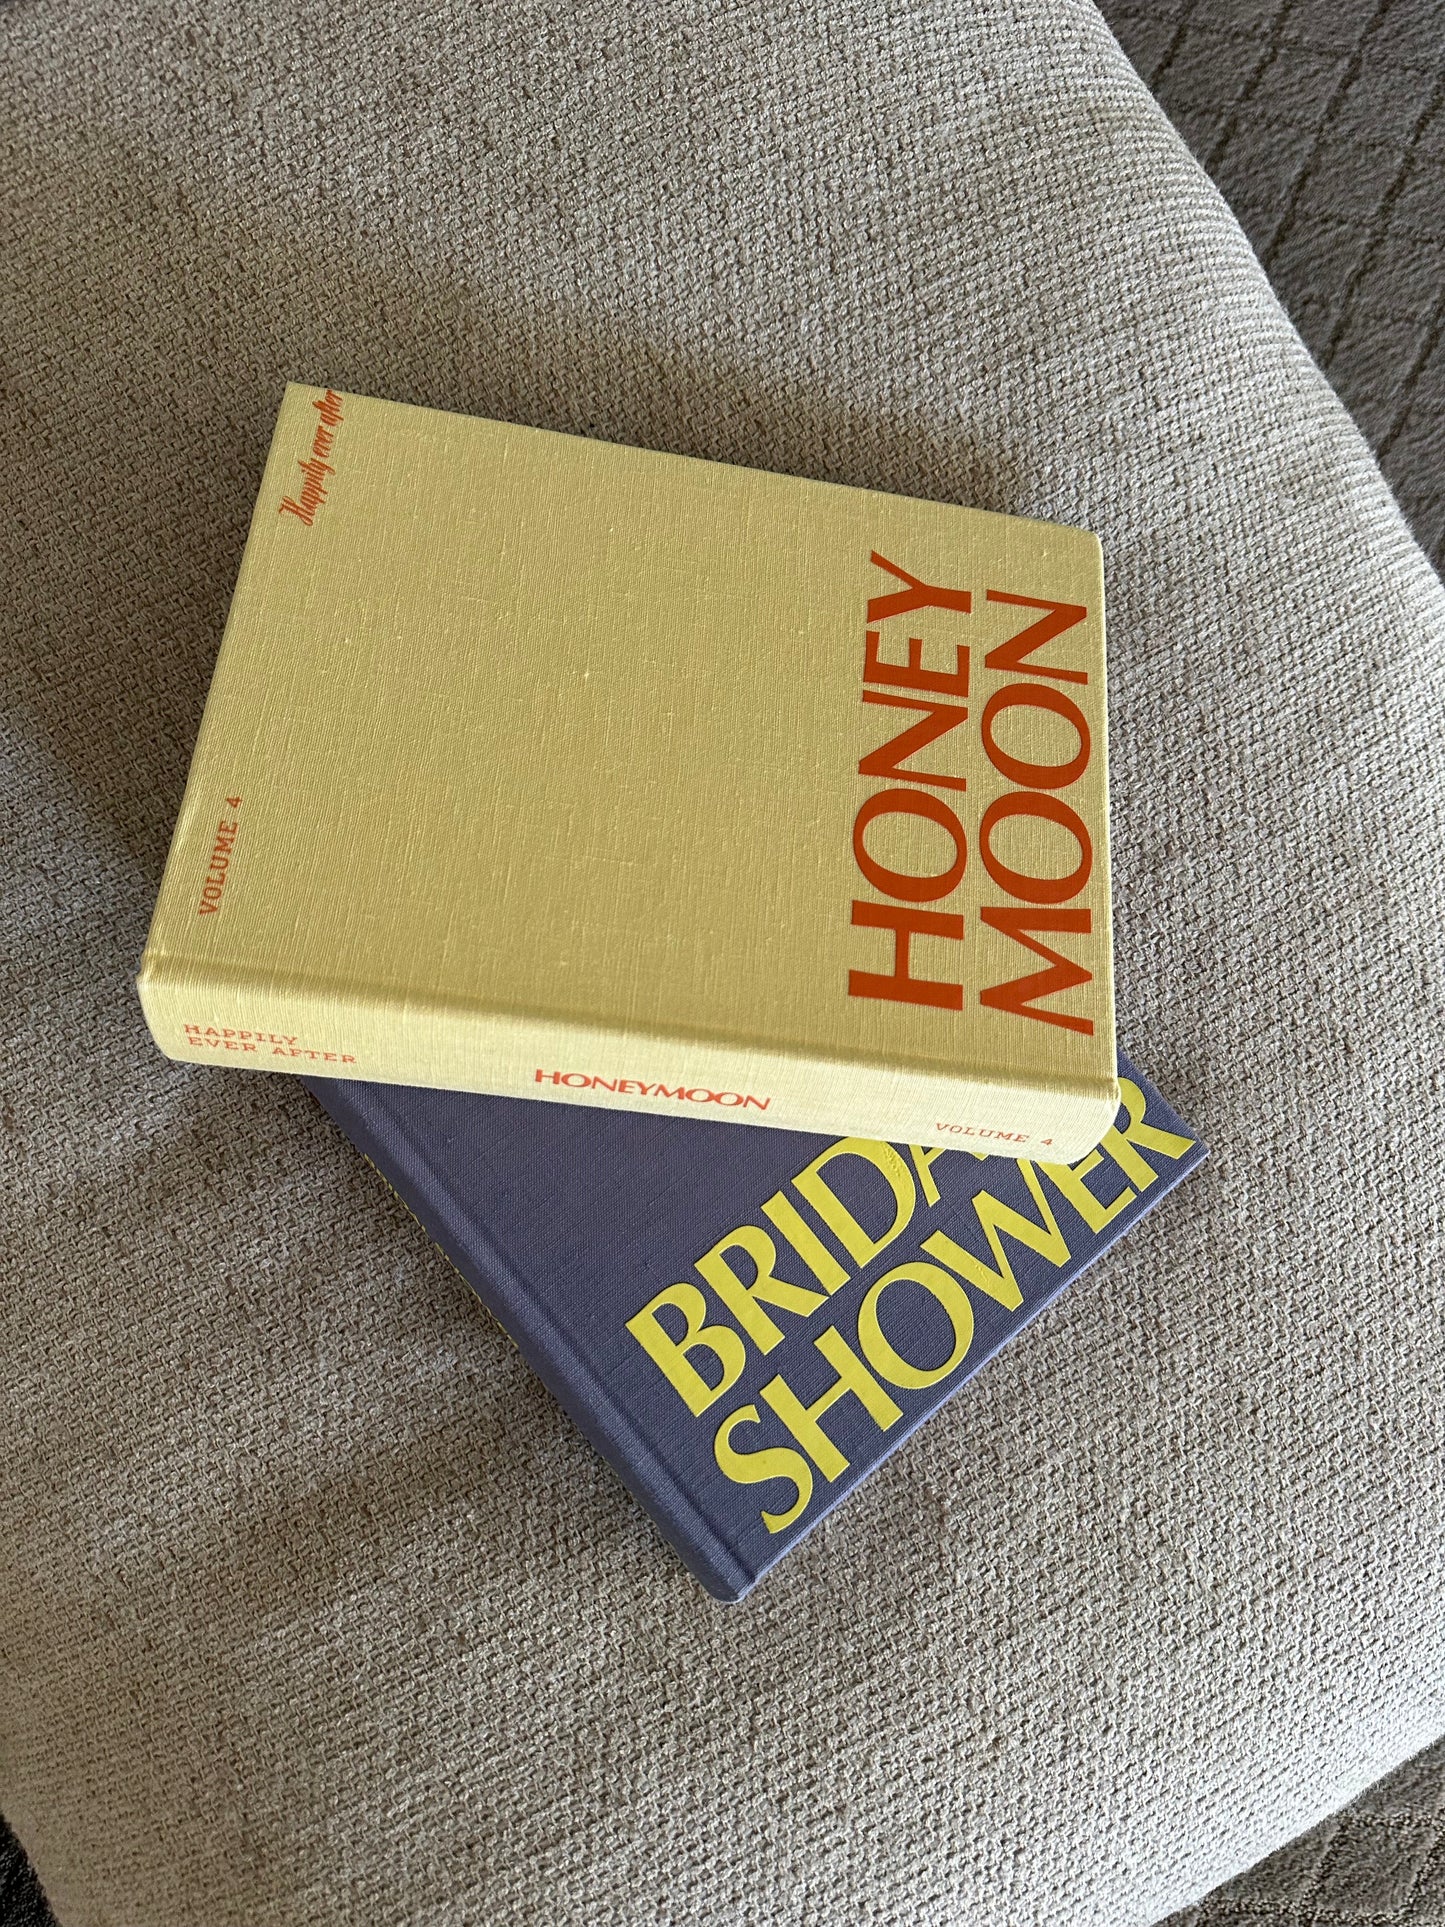 Happily ever after
HONEY
MOON
VOLUME 4
HAPPILY
EVER AFTER
HONEYMOON
VOLUME 4
BRIDA
SHOWER